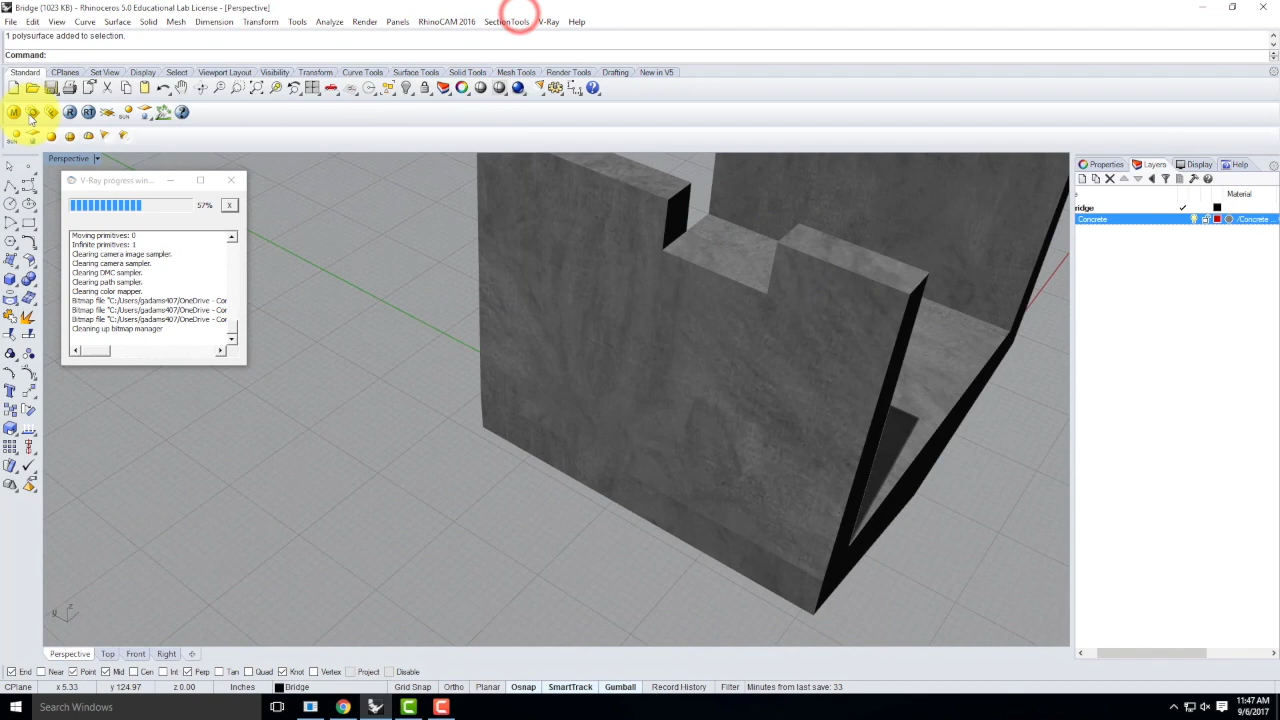 Bridge (1023 KB) - Rhinoceros 5.0 Educational Lab License - [Perspective]
File Edit View Curve Surface Solid Mesh Dimension Transform Tools Analyze Render Panels RhinoCAM 2016 SectionTools V-Ray Help
1 polysurface added to selection.
Command:
Standard CPlanes Set View Display Select Viewport Layout Visibility Transform Curve Tools Surface Tools Solid Tools Mesh Tools Render Tools Drafting New in V5
M R RT SUN
SUN
Perspective
Properties Layers Display Help
V-Ray progress win...
57% X
Material
Bitmap file "C:/Users/gadams407/OneDrive - Cor
Moving primitives: 0
Infinite primitives: 1
Clearing camera image sampler.
Clearing camera sampler.
Clearing DMC sampler.
Clearing path sampler.
Clearing color mapper.
Bitmap file "C:/Users/gadams407/OneDrive - Cor
Bitmap file "C:/Users/gadams407/OneDrive - Cor
Cleaning up bitmap manager
ridge
Concrete /Concrete ...
z
y
Perspective Top Front Right
End Near Point Mid Cen Int Perp Tan Quad Knot Vertex Project Disable
CPlane x 5.33 y 124.97 z 0.00 Inches Bridge Grid Snap Ortho Planar Osnap SmartTrack Gumball Record History Filter Minutes from last save: 33
Search Windows
11:47 AM
9/6/2017